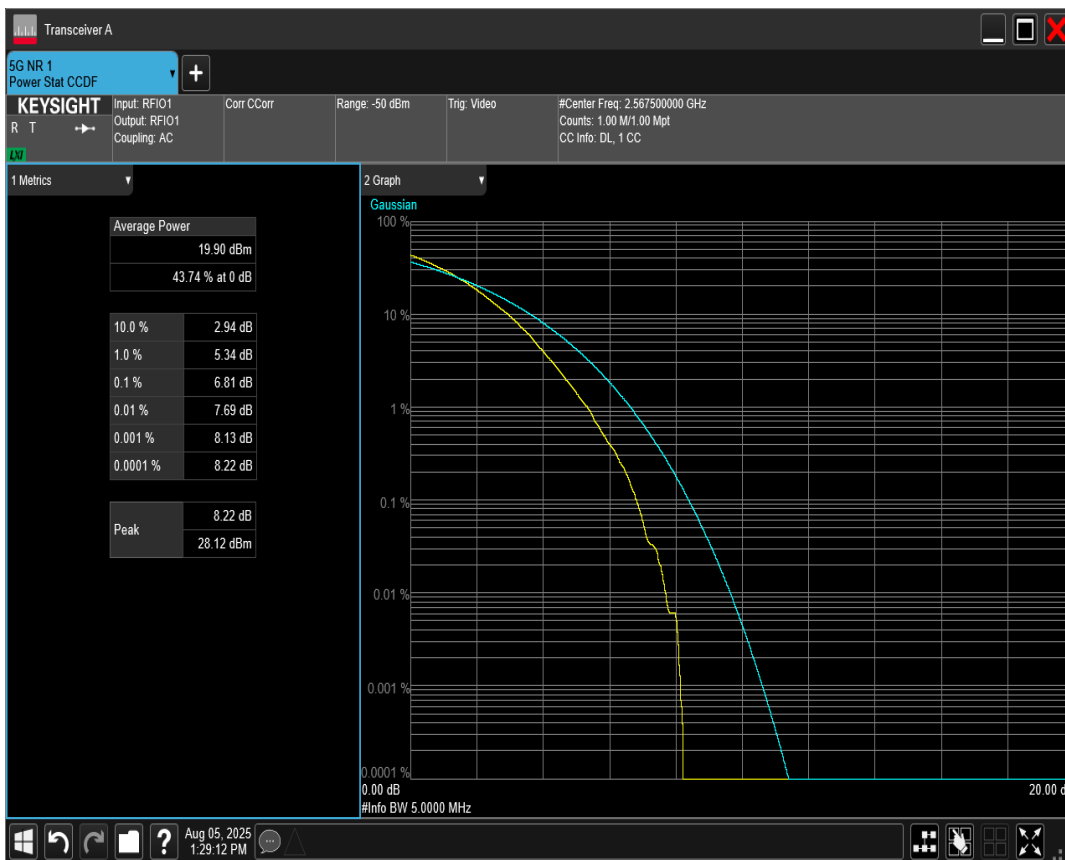 Transceiver A
5G NR 1
Power Stat CCDF
+
KEYSIGHT
R T
LXI
Input: RFIO1
Output: RFIO1
Coupling: AC
Corr CCorr
Range: -50 dBm
Trig: Video
#Center Freq: 2.567500000 GHz
Counts: 1.00 M/1.00 Mpt
CC Info: DL, 1 CC
1 Metrics
Average Power
19.90 dBm
43.74 % at 0 dB
10.0 % 2.94 dB
1.0 % 5.34 dB
0.1 % 6.81 dB
0.01 % 7.69 dB
0.001 % 8.13 dB
0.0001 % 8.22 dB
Peak 8.22 dB
28.12 dBm
2 Graph
Gaussian
100 %
10 %
1 %
0.1 %
0.01 %
0.001 %
0.0001 %
0.00 dB 20.00 d
#Info BW 5.0000 MHz
?
Aug 05, 2025
1:29:12 PM